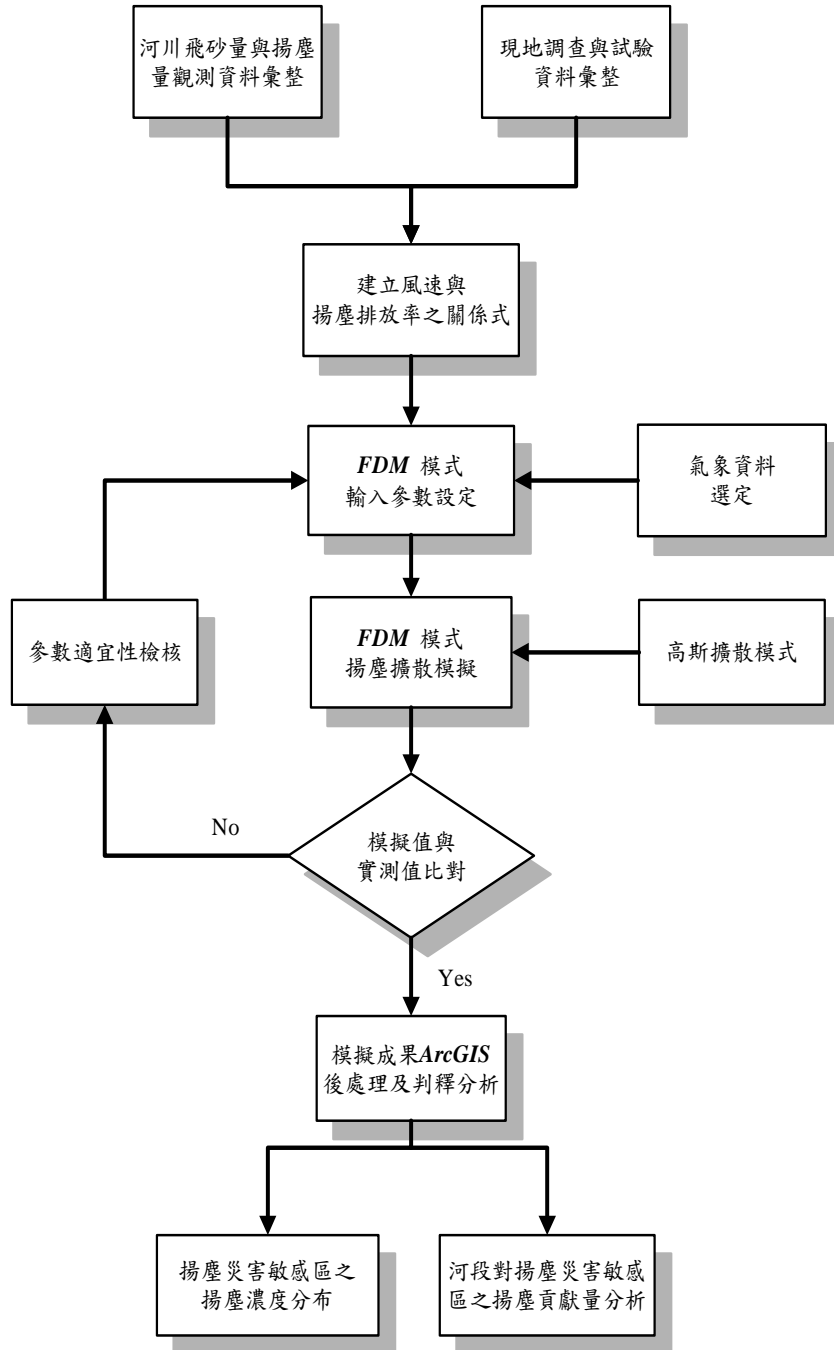 河川飛砂量與揚塵
量觀測資料彙整
現地調查與試驗
資料彙整
建立風速與
揚塵排放率之關係式
FDM 模式
輸入參數設定
氣象資料
選定
參數適宜性檢核
FDM 模式
揚塵擴散模擬
高斯擴散模式
No
模擬值與
實測值比對
Yes
模擬成果ArcGIS
後處理及判釋分析
揚塵災害敏感區之
揚塵濃度分布
河段對揚塵災害敏感
區之揚塵貢獻量分析